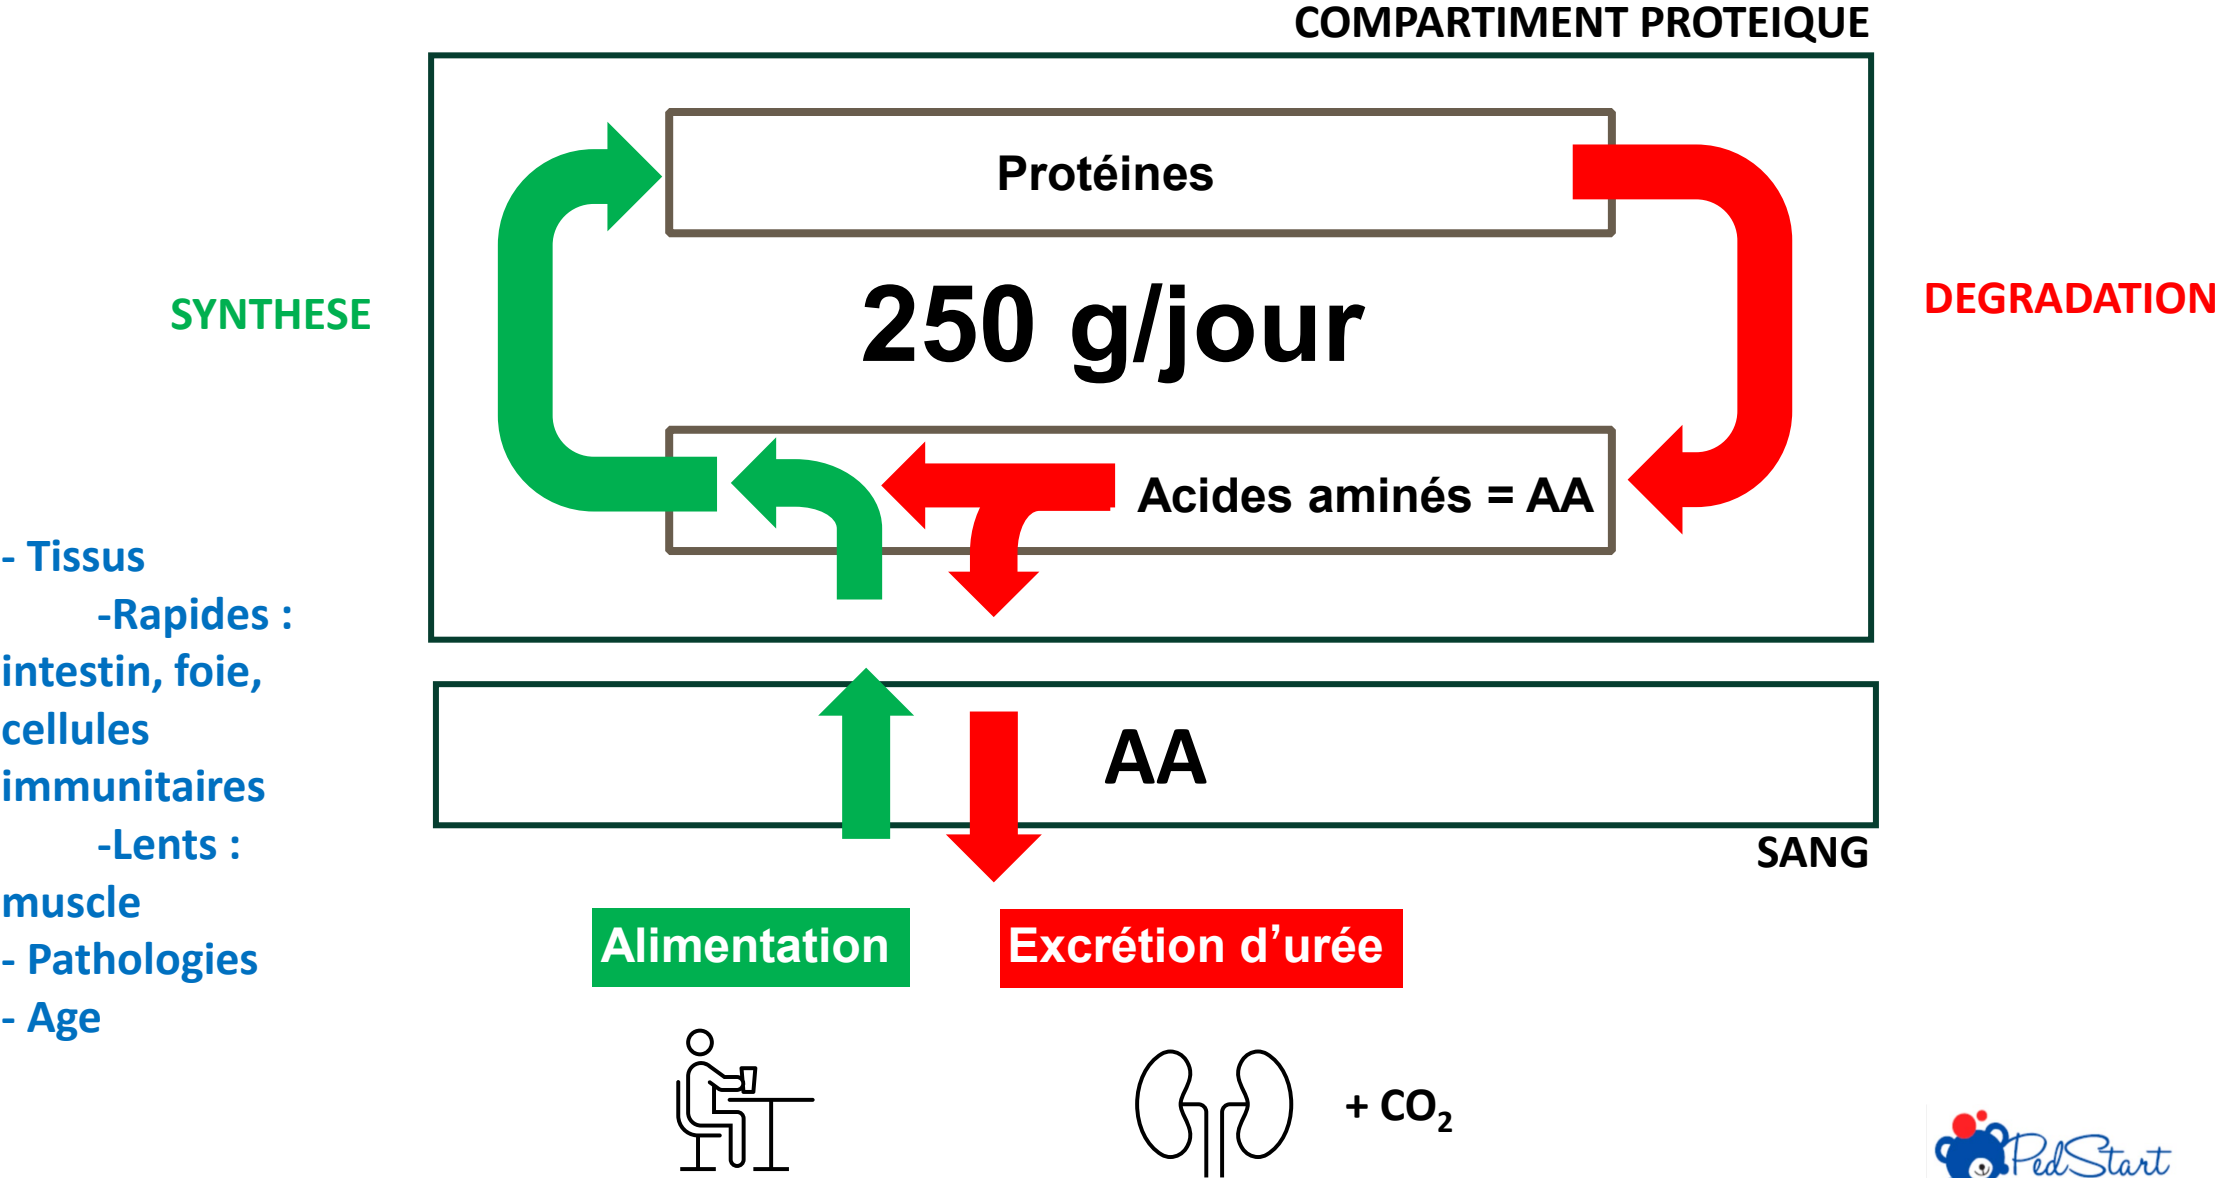 COMPARTIMENT PROTEIQUE
Protéines
SYNTHESE
250 g/jour
DEGRADATION
Acides aminés = AA
- Tissus
-Rapides :
intestin, foie,
cellules
immunitaires
-Lents :
muscle
- Pathologies
- Age
AA
SANG
Alimentation
Excrétion d’urée
+ CO₂
PedStart